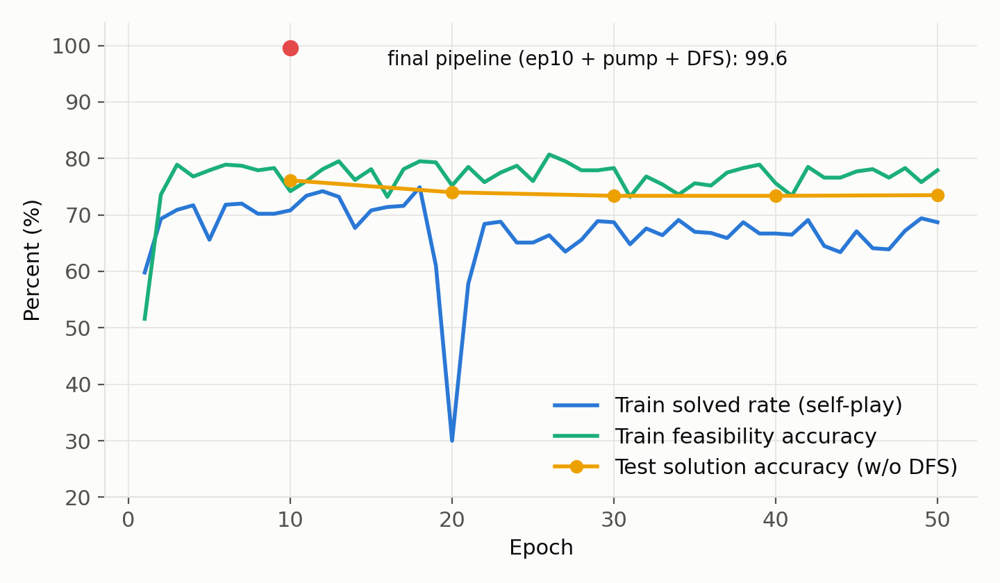 100
90
80
70
60
50
40
30
20
0
10
20
30
40
50
Percent (%)
Epoch
final pipeline (ep10 + pump + DFS): 99.6
Train solved rate (self-play)
Train feasibility accuracy
Test solution accuracy (w/o DFS)